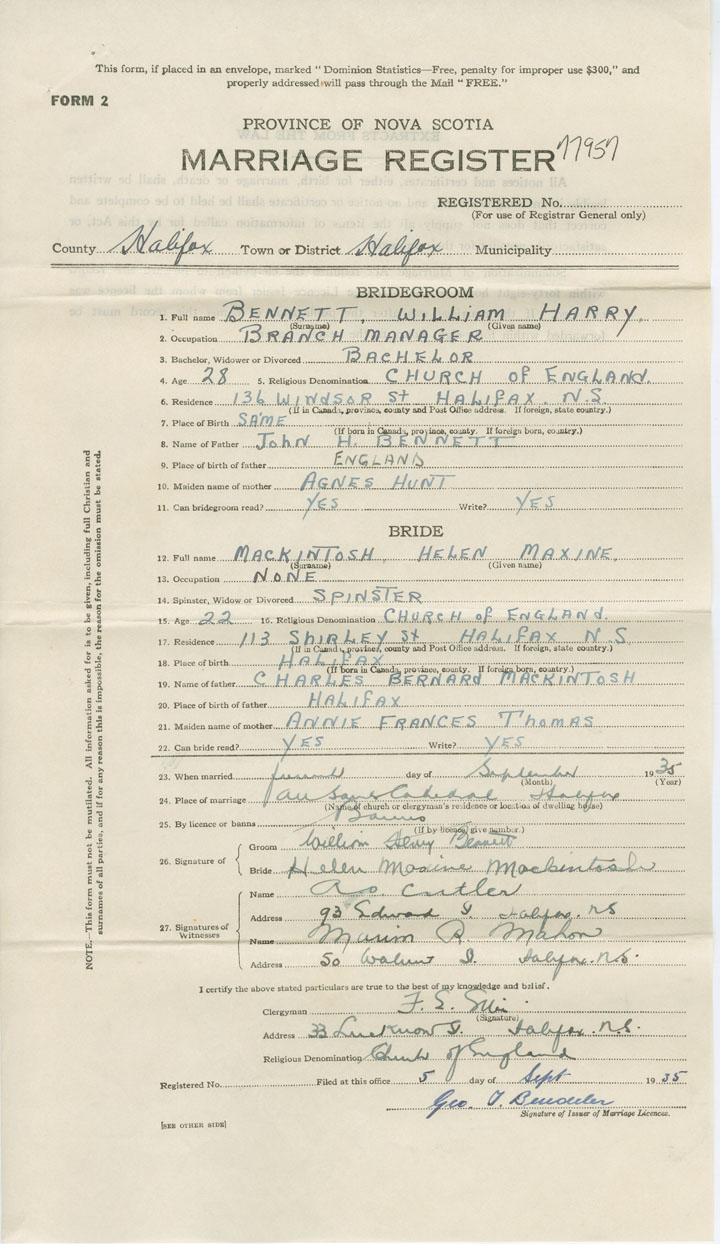 This form, if placed in an envelope, marked "Dominion Statistics—Free, penalty for improper use $300," and
properly addressed will pass through the Mail "FREE."
FORM 2
PROVINCE OF NOVA SCOTIA
MARRIAGE REGISTER 77957
REGISTERED No.
(For use of Registrar General only)
County Halifax Town or District Halifax Municipality
BRIDEGROOM
1. Full name BENNETT, WILLIAM HARRY
(Surname) (Given name)
2. Occupation BRANCH MANAGER
3. Bachelor, Widower or Divorced BACHELOR
4. Age 28 5. Religious Denomination CHURCH OF ENGLAND.
6. Residence 136 WINDSOR St HALIFAX N.S.
(If in Canada, province, county and Post Office address. If foreign, state country.)
7. Place of Birth SAME
(If born in Canada, province, county. If foreign born, country.)
8. Name of Father John H. BENNETT
9. Place of birth of father ENGLAND
10. Maiden name of mother AGNES HUNT
11. Can bridegroom read? YES Write? YES
BRIDE
12. Full name MACKINTOSH, HELEN MAXINE
(Surname) (Given name)
13. Occupation NONE
14. Spinster, Widow or Divorced SPINSTER
15. Age 22 16. Religious Denomination CHURCH OF ENGLAND.
17. Residence 113 SHIRLEY St HALIFAX N.S
(If in Canada, province, county and Post Office address. If foreign, state country.)
18. Place of birth HALIFAX
(If born in Canada, province, county. If foreign born, country.)
19. Name of father CHARLES BERNARD MACKINTOSH
20. Place of birth of father HALIFAX
21. Maiden name of mother ANNIE FRANCES THOMAS
22. Can bride read? YES Write? YES
23. When married day of September 1935
(Month) (Year)
24. Place of marriage All Saints Cathedral Halifax
(Name of church or clergyman's residence or location of dwelling house)
25. By licence or banns Banns
(If by licence, give number.)
26. Signature of
Groom William Henry Bennett
Bride Helen Maxine Mackintosh
27. Signatures of Witnesses
Name Cutler
Address 93 Edward St Halifax, NS
Name Marion R. Mahon
Address 50 Walnut St. Halifax. N.S.
I certify the above stated particulars are true to the best of my knowledge and belief.
Clergyman F. E.
(Signature)
Address 33 Lucknow St. Halifax. N.S.
Religious Denomination Church of England
Registered No. Filed at this office 5 day of Sept 1935
Geo. T.
Signature of Issuer of Marriage Licences.
[SEE OTHER SIDE]
NOTE.—This form must not be mutilated. All information asked for is to be given, including full Christian and
surnames of all parties, and if for any reason this is impossible, the reason for the omission must be stated.